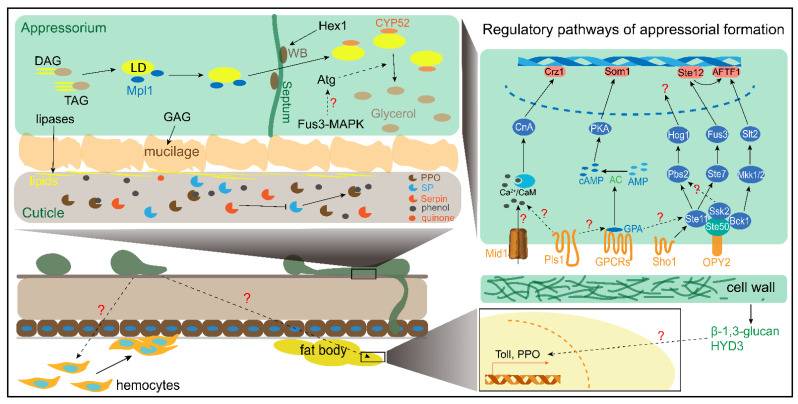 Appressorium
DAG
TAG
LD
Mpl1
Hex1
WB
Septum
CYP52
Atg
?
Fus3-MAPK
Glycerol
lipases
GAG
mucilage
lipids
Cuticle
PPO
SP
Serpin
phenol
quinone
?
?
fat body
hemocytes
Regulatory pathways of appressorial formation
Crz1
Som1
Ste12
AFTF1
?
CnA
PKA
Hog1
Fus3
Slt2
cAMP
AC
AMP
Pbs2
Ste7
Mkk1/2
Ca²⁺/CaM
?
?
?
?
?
GPA
Ste11
Ssk2
Ste50
Bck1
Mid1
Pls1
GPCRs
Sho1
OPY2
cell wall
β-1,3-glucan
HYD3
?
Toll, PPO